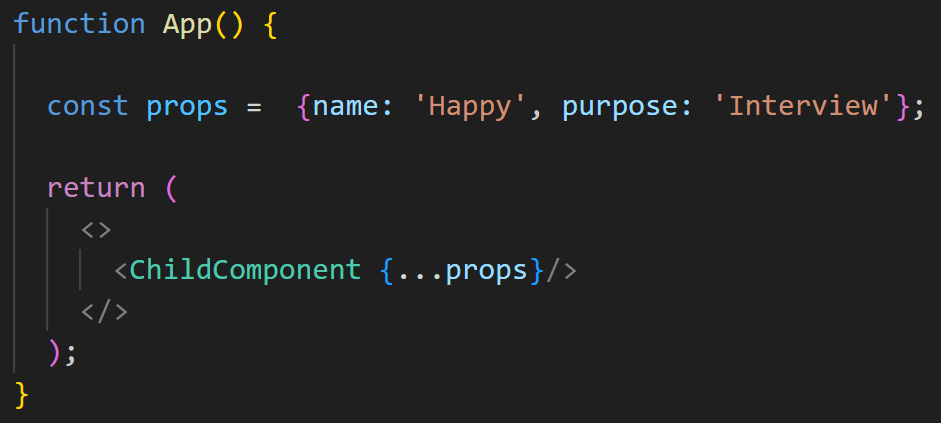 function App() {
const props =  {name: 'Happy', purpose: 'Interview'};
return (
<>
<ChildComponent {...props}/>
</>
);
}